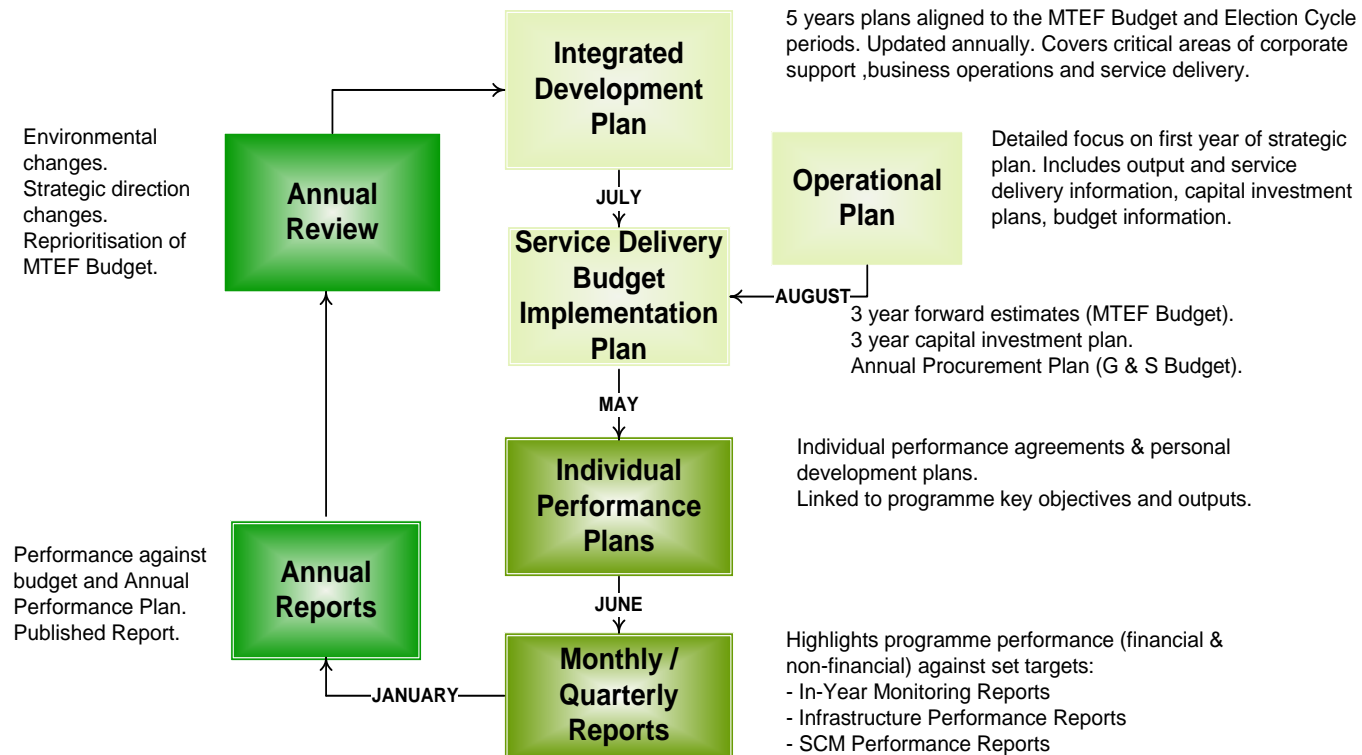 5 years plans aligned to the MTEF Budget and Election Cycle
periods. Updated annually. Covers critical areas of corporate
support ,business operations and service delivery.
Integrated
Development
Plan
Environmental
changes.
Strategic direction
changes.
Reprioritisation of
MTEF Budget.
Annual
Review
JULY
Operational
Plan
Detailed focus on first year of strategic
plan. Includes output and service
delivery information, capital investment
plans, budget information.
Service Delivery
Budget
Implementation
Plan
AUGUST
3 year forward estimates (MTEF Budget).
3 year capital investment plan.
Annual Procurement Plan (G & S Budget).
MAY
Individual
Performance
Plans
Individual performance agreements & personal
development plans.
Linked to programme key objectives and outputs.
Performance against
budget and Annual
Performance Plan.
Published Report.
Annual
Reports
JUNE
JANUARY
Monthly /
Quarterly
Reports
Highlights programme performance (financial &
non-financial) against set targets:
- In-Year Monitoring Reports
- Infrastructure Performance Reports
- SCM Performance Reports